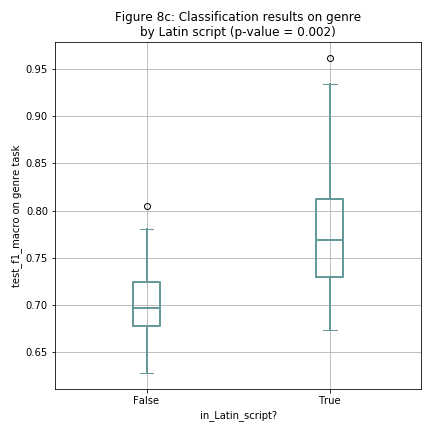 Figure 8c: Classification results on genre
by Latin script (p-value = 0.002)
test_f1_macro on genre task
0.95
0.90
0.85
0.80
0.75
0.70
0.65
False True
in_Latin_script?